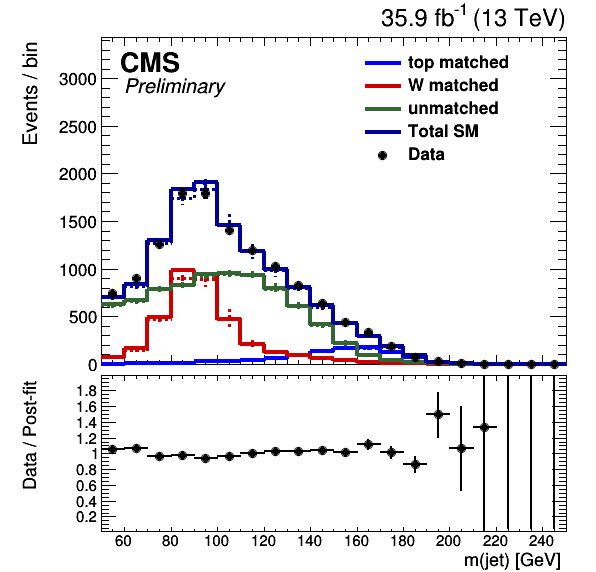 35.9 fb⁻¹ (13 TeV)
CMS
Preliminary
top matched
W matched
unmatched
Total SM
Data
Events / bin
3000
2500
2000
1500
1000
500
0
Data / Post-fit
1.8
1.6
1.4
1.2
1
0.8
0.6
0.4
0.2
60 80 100 120 140 160 180 200 220 240
m(jet) [GeV]